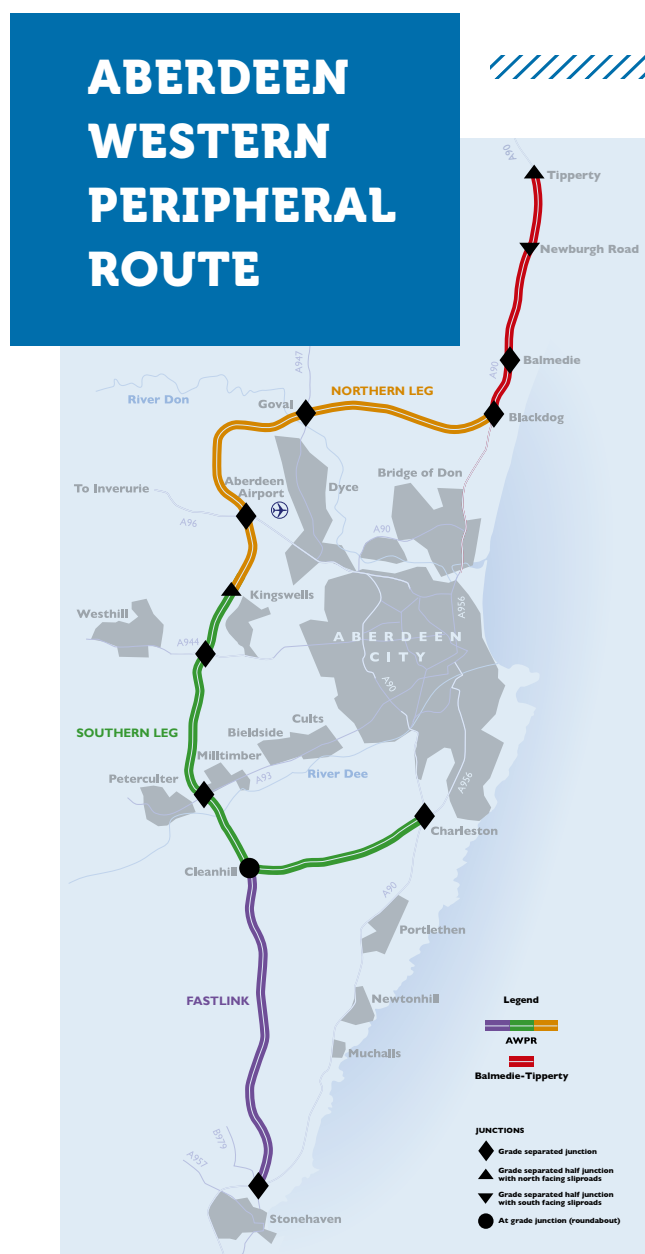 ABERDEEN
WESTERN
PERIPHERAL
ROUTE
A90
Tipperty
Newburgh Road
A947
A90
Balmedie
NORTHERN LEG
River Don
Goval
Blackdog
Aberdeen
Airport
Dyce
Bridge of Don
To Inverurie
A96
A90
Kingswells
A956
Westhill
A944
ABERDEEN
CITY
A90
SOUTHERN LEG
Cults
Bieldside
Milltimber
River Dee
Peterculter
A93
A956
Charleston
Cleanhill
A90
Portlethen
FASTLINK
Newtonhill
Muchalls
Legend
AWPR
Balmedie-Tipperty
B979
A957
Stonehaven
JUNCTIONS
Grade separated junction
Grade separated half junction
with north facing sliproads
Grade separated half junction
with south facing sliproads
At grade junction (roundabout)